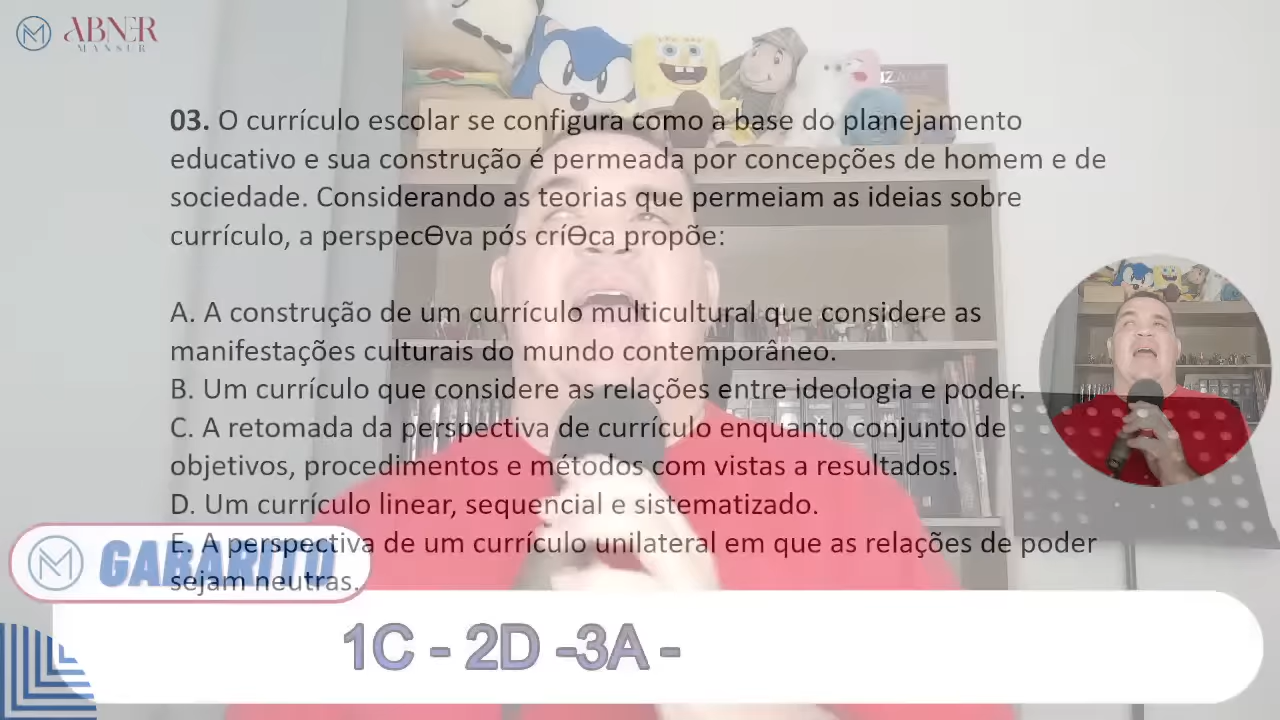 ABNER
MANSUR
03. O currículo escolar se configura como a base do planejamento
educativo e sua construção é permeada por concepções de homem e de
sociedade. Considerando as teorias que permeiam as ideias sobre
currículo, a perspecƟva pós críƟca propõe:
A. A construção de um currículo multicultural que considere as
manifestações culturais do mundo contemporâneo.
B. Um currículo que considere as relações entre ideologia e poder.
C. A retomada da perspectiva de currículo enquanto conjunto de
objetivos, procedimentos e métodos com vistas a resultados.
D. Um currículo linear, sequencial e sistematizado.
E. A perspectiva de um currículo unilateral em que as relações de poder
sejam neutras.
GABARITO
1C - 2D -3A -